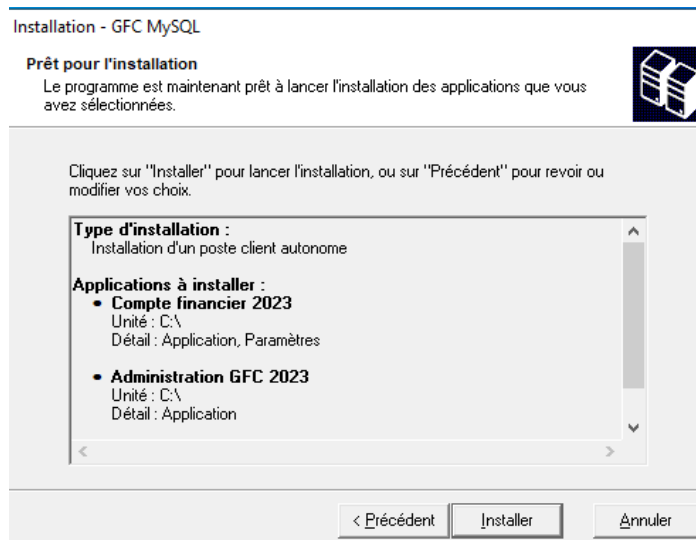 Installation - GFC MySQL
Prêt pour l'installation
Le programme est maintenant prêt à lancer l'installation des applications que vous
avez sélectionnées.
Cliquez sur "Installer" pour lancer l'installation, ou sur "Précédent" pour revoir ou
modifier vos choix.
Type d'installation :
Installation d'un poste client autonome
Applications à installer :
• Compte financier 2023
Unité : C:\
Détail : Application, Paramètres
• Administration GFC 2023
Unité : C:\
Détail : Application
< Précédent Installer Annuler